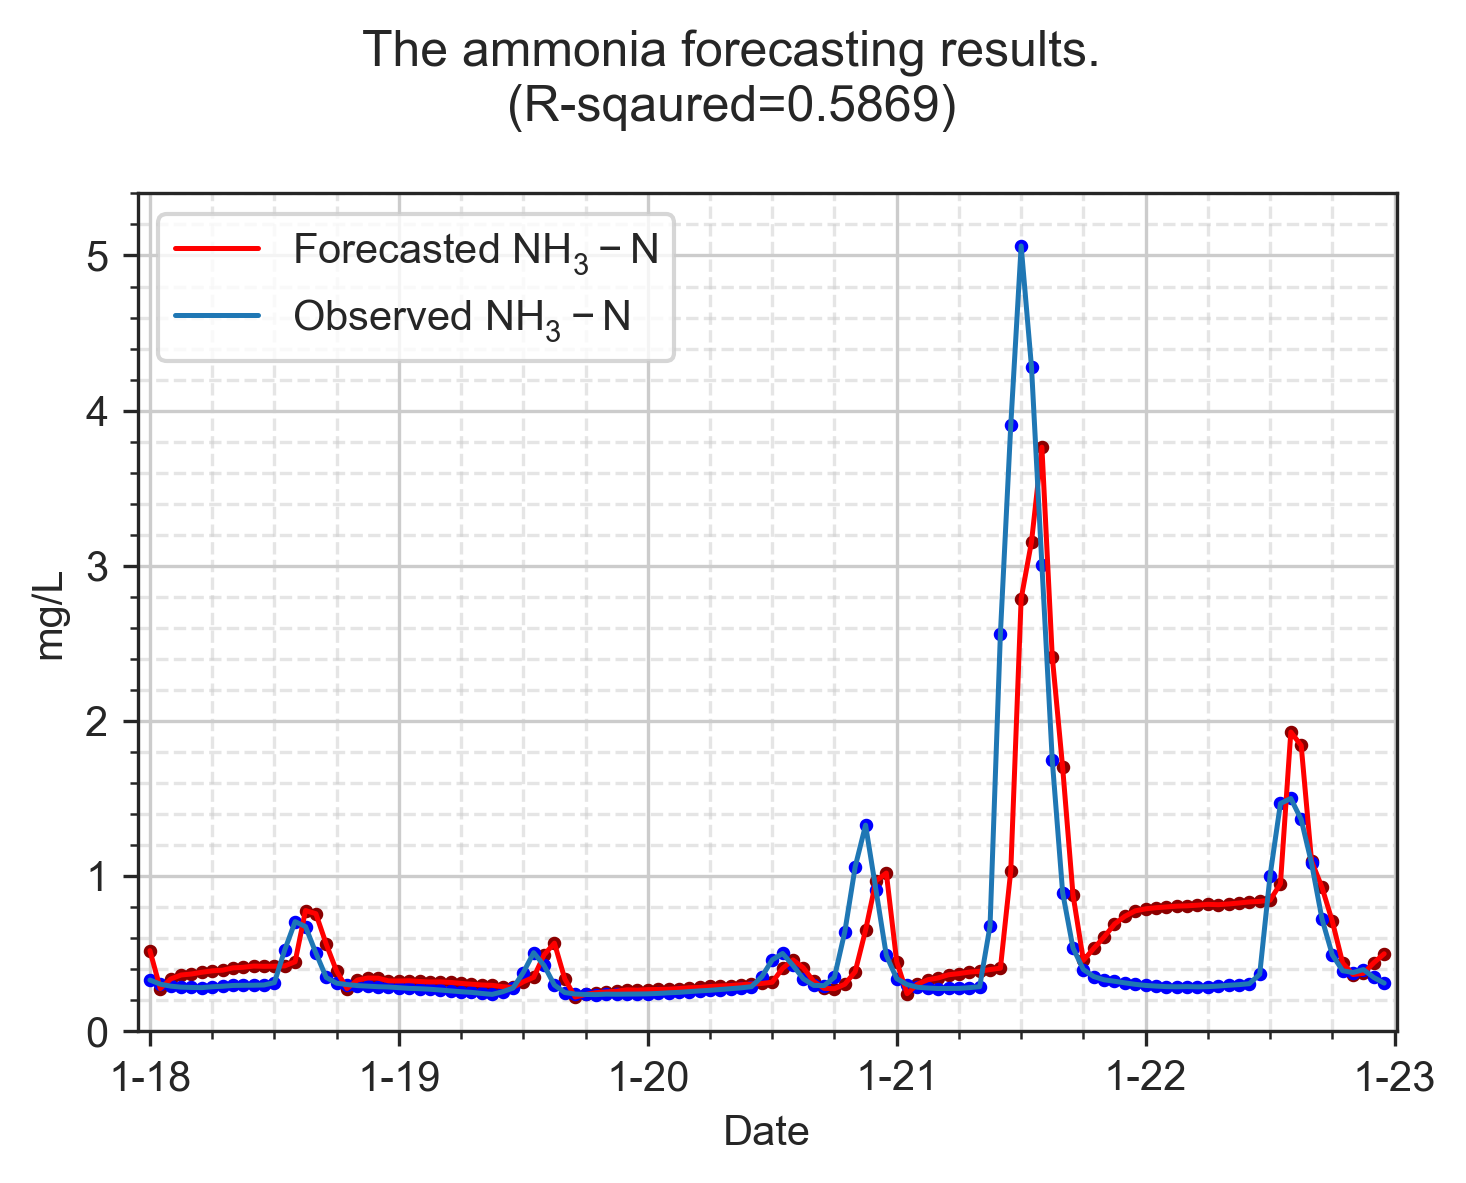 The ammonia forecasting results.
(R-sqaured=0.5869)
Forecasted NH₃ − N
Observed NH₃ − N
5
4
3
2
1
0
mg/L
1-18 1-19 1-20 1-21 1-22 1-23
Date